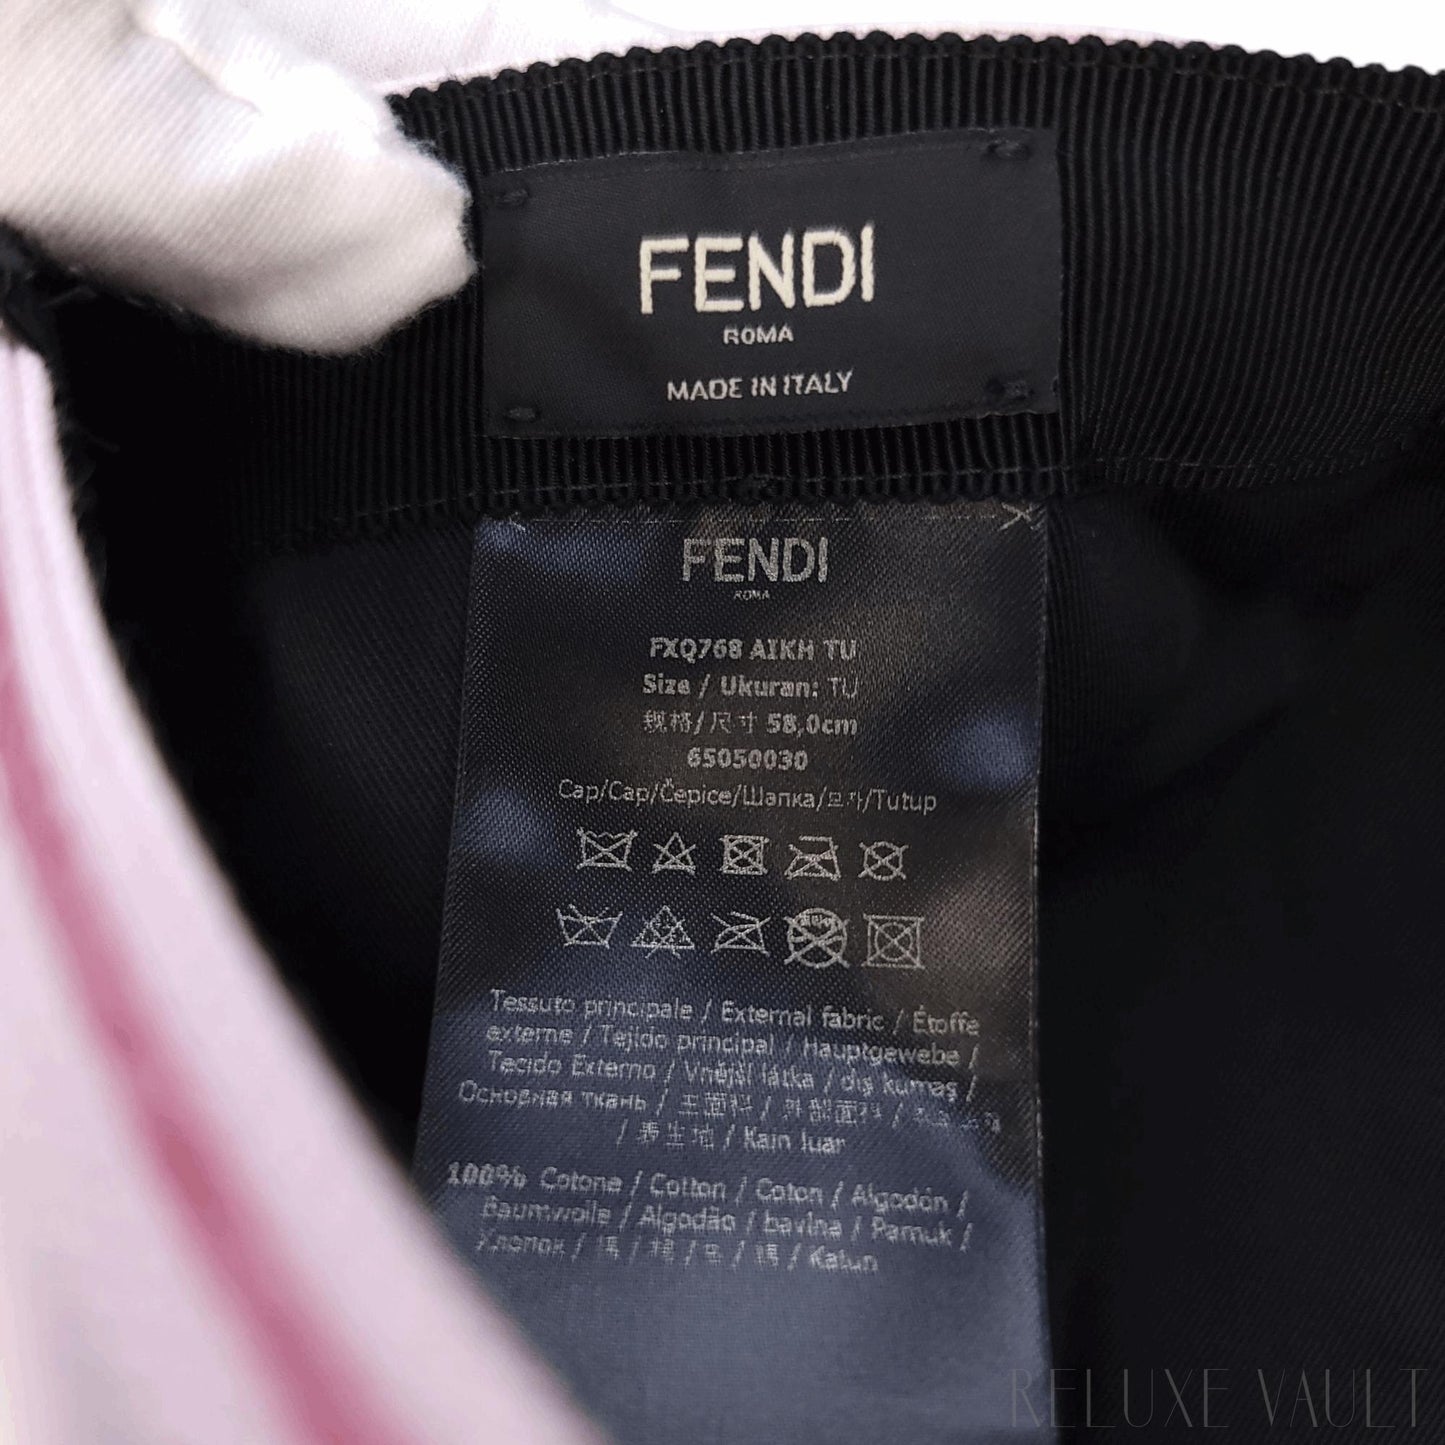 FENDI
ROMA
MADE IN ITALY
FENDI
ROMA
FXQ768 AIKH TU
Size / Ukuran: TU
规格/尺寸 58,0cm
65050030
Cap/Cap/Čepice/Шапка/모자/Tutup
Tessuto principale / External fabric / Étoffe
externe / Tejido principal / Hauptgewebe /
Tecido Externo / Vnější látka / dış kumaş /
Основная ткань / 主面料 / 外部面料 /
/ 表生地 / Kain luar
100% Cotone / Cotton / Coton / Algodón /
Baumwolle / Algodão / bavlna / Pamuk /
Хлопок / 棉 / 棉 / 면 / 綿 / Katun
RELUXE VAULT